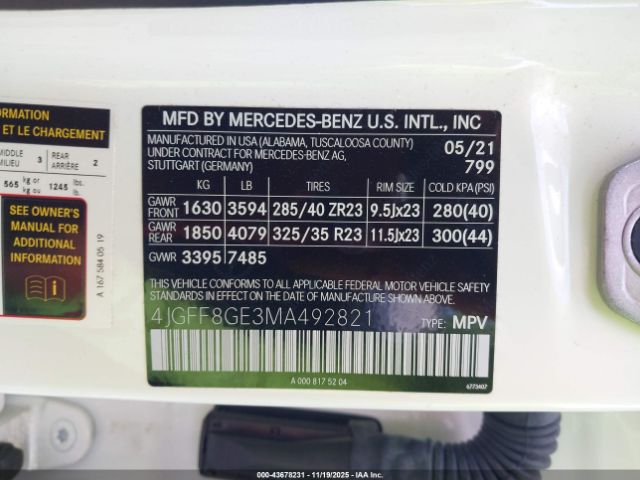 ORMATION
ET LE CHARGEMENT
MIDDLE 3 REAR 2
MILIEU ARRIÈRE
565 kg or 1245 lbs.
kg ou lb.
SEE OWNER'S
MANUAL FOR
ADDITIONAL
INFORMATION
A 167 584 05 19
MFD BY MERCEDES-BENZ U.S. INTL., INC
MANUFACTURED IN USA (ALABAMA, TUSCALOOSA COUNTY) 05/21
UNDER CONTRACT FOR MERCEDES-BENZ AG,
STUTTGART (GERMANY) 799
KG LB TIRES RIM SIZE COLD KPA (PSI)
GAWR FRONT 1630 3594 285/40 ZR23 9.5Jx23 280(40)
GAWR REAR 1850 4079 325/35 R23 11.5Jx23 300(44)
GVWR 3395 7485
THIS VEHICLE CONFORMS TO ALL APPLICABLE FEDERAL MOTOR VEHICLE SAFETY
STANDARDS IN EFFECT ON THE DATE OF MANUFACTURE SHOWN ABOVE.
4JGFF8GE3MA492821 TYPE: MPV
A 000 817 52 04
6773407
000-43678231 - 11/19/2025 - IAA Inc.